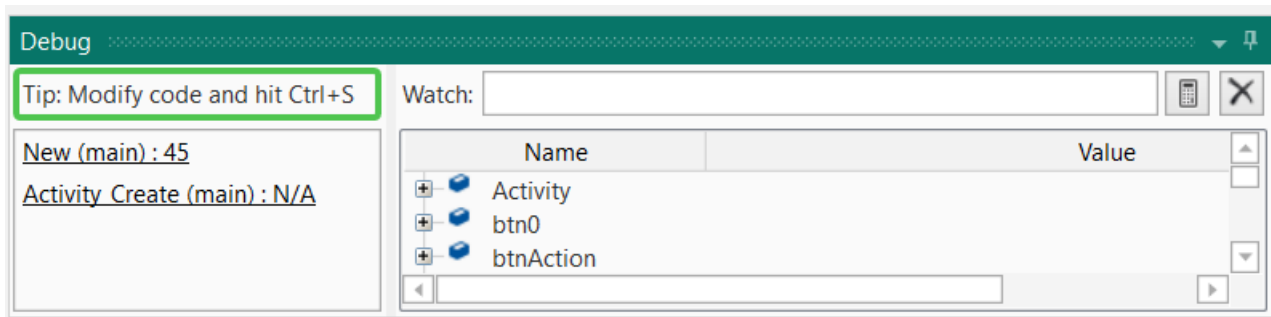 Debug
Tip: Modify code and hit Ctrl+S
Watch:
New (main) : 45
Activity_Create (main) : N/A
Name Value
Activity
btn0
btnAction